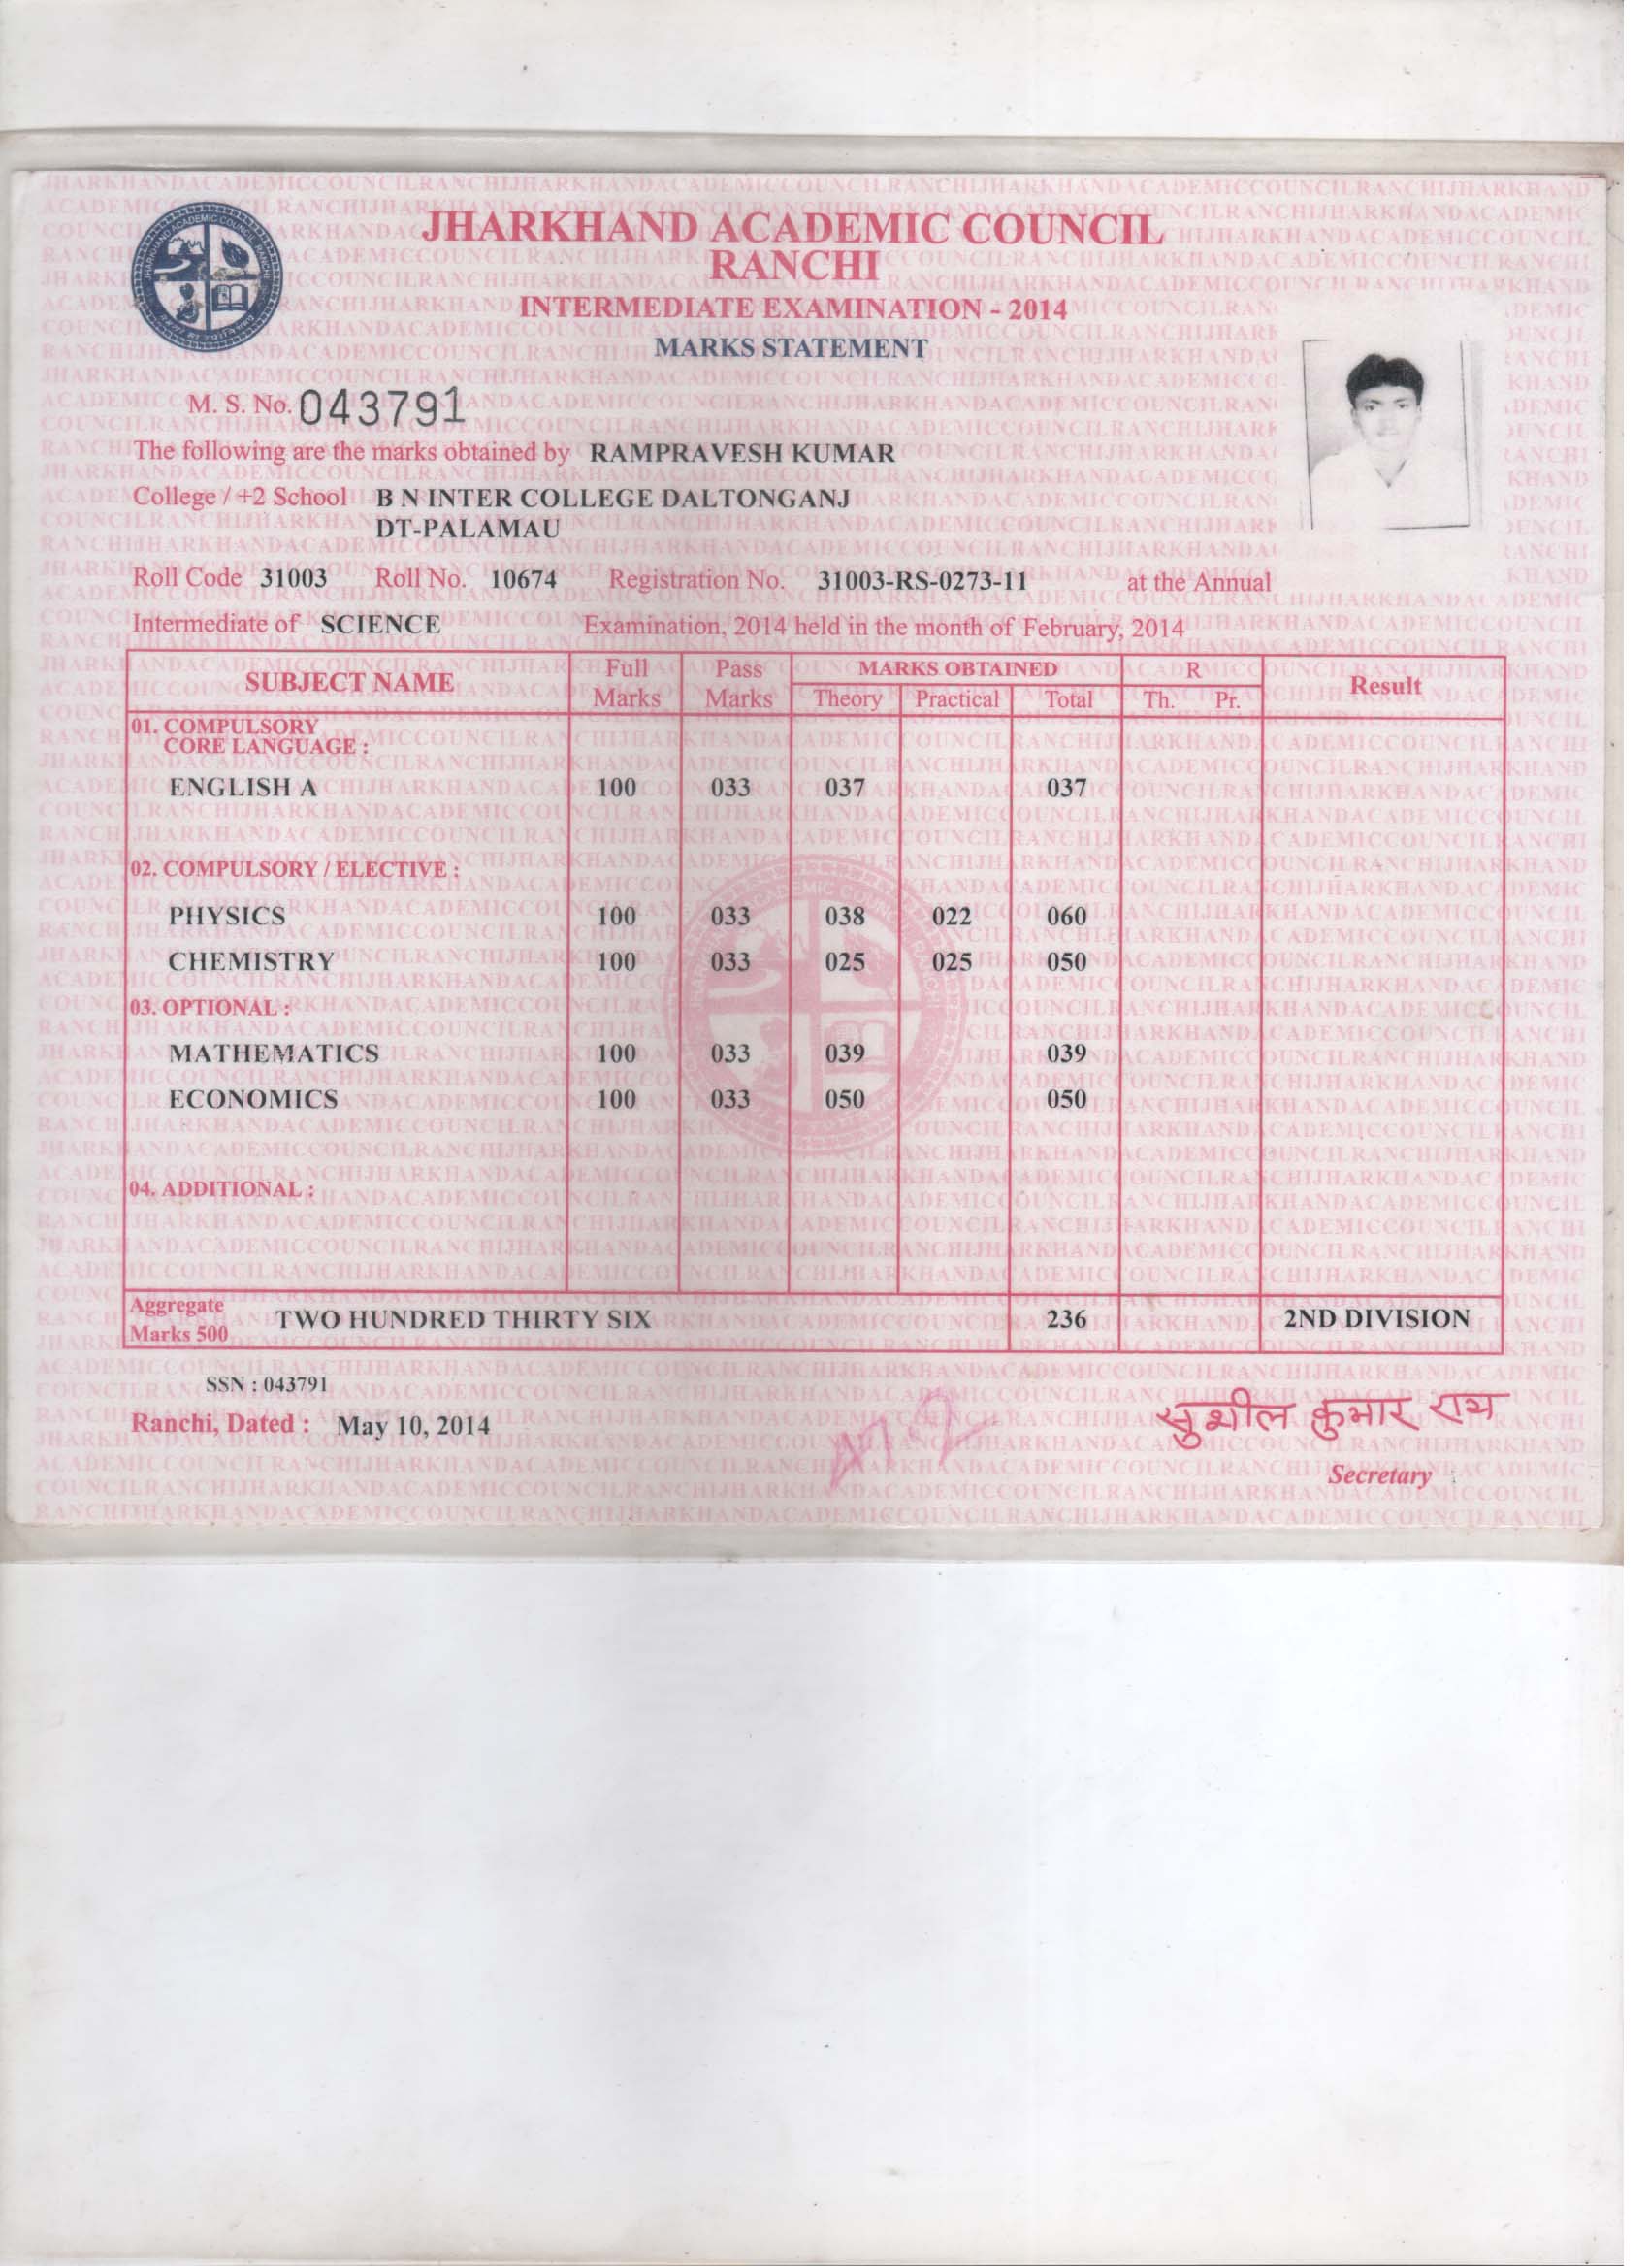 JHARKHAND ACADEMIC COUNCIL
RANCHI
INTERMEDIATE EXAMINATION - 2014
MARKS STATEMENT
M. S. No. 043791
The following are the marks obtained by RAMPRAVESH KUMAR
College / +2 School B N INTER COLLEGE DALTONGANJ
DT-PALAMAU
Roll Code 31003 Roll No. 10674 Registration No. 31003-RS-0273-11 at the Annual
Intermediate of SCIENCE Examination, 2014 held in the month of February, 2014
SUBJECT NAME Full Marks Pass Marks MARKS OBTAINED R Result
Theory Practical Total Th. Pr.
01. COMPULSORY
CORE LANGUAGE :
ENGLISH A 100 033 037 037
02. COMPULSORY / ELECTIVE :
PHYSICS 100 033 038 022 060
CHEMISTRY 100 033 025 025 050
03. OPTIONAL :
MATHEMATICS 100 033 039 039
ECONOMICS 100 033 050 050
04. ADDITIONAL :
Aggregate
Marks 500 TWO HUNDRED THIRTY SIX 236 2ND DIVISION
SSN : 043791
Ranchi, Dated : May 10, 2014
सुशील कुमार राय
Secretary